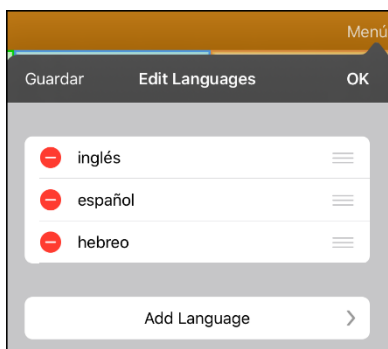 Menú
Guardar Edit Languages OK
inglés
español
hebreo
Add Language